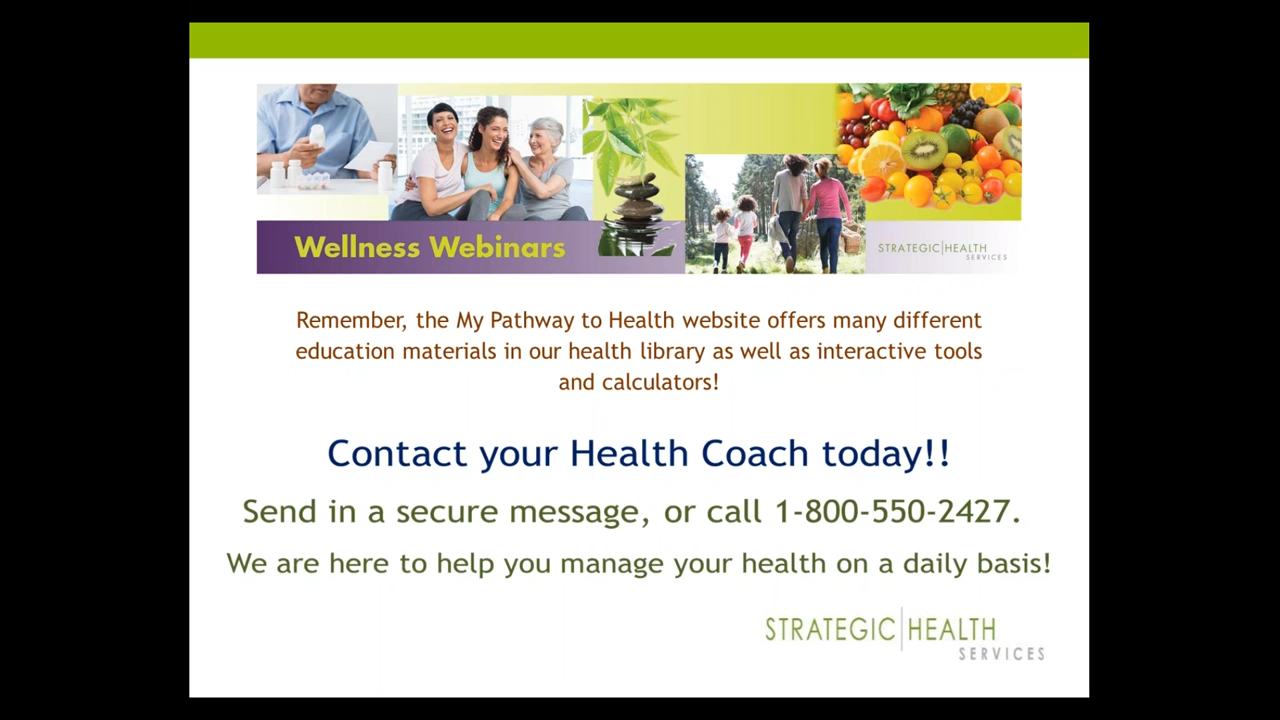 Wellness Webinars
STRATEGIC|HEALTH
SERVICES
Remember, the My Pathway to Health website offers many different
education materials in our health library as well as interactive tools
and calculators!
Contact your Health Coach today!!
Send in a secure message, or call 1-800-550-2427.
We are here to help you manage your health on a daily basis!
STRATEGIC|HEALTH
SERVICES